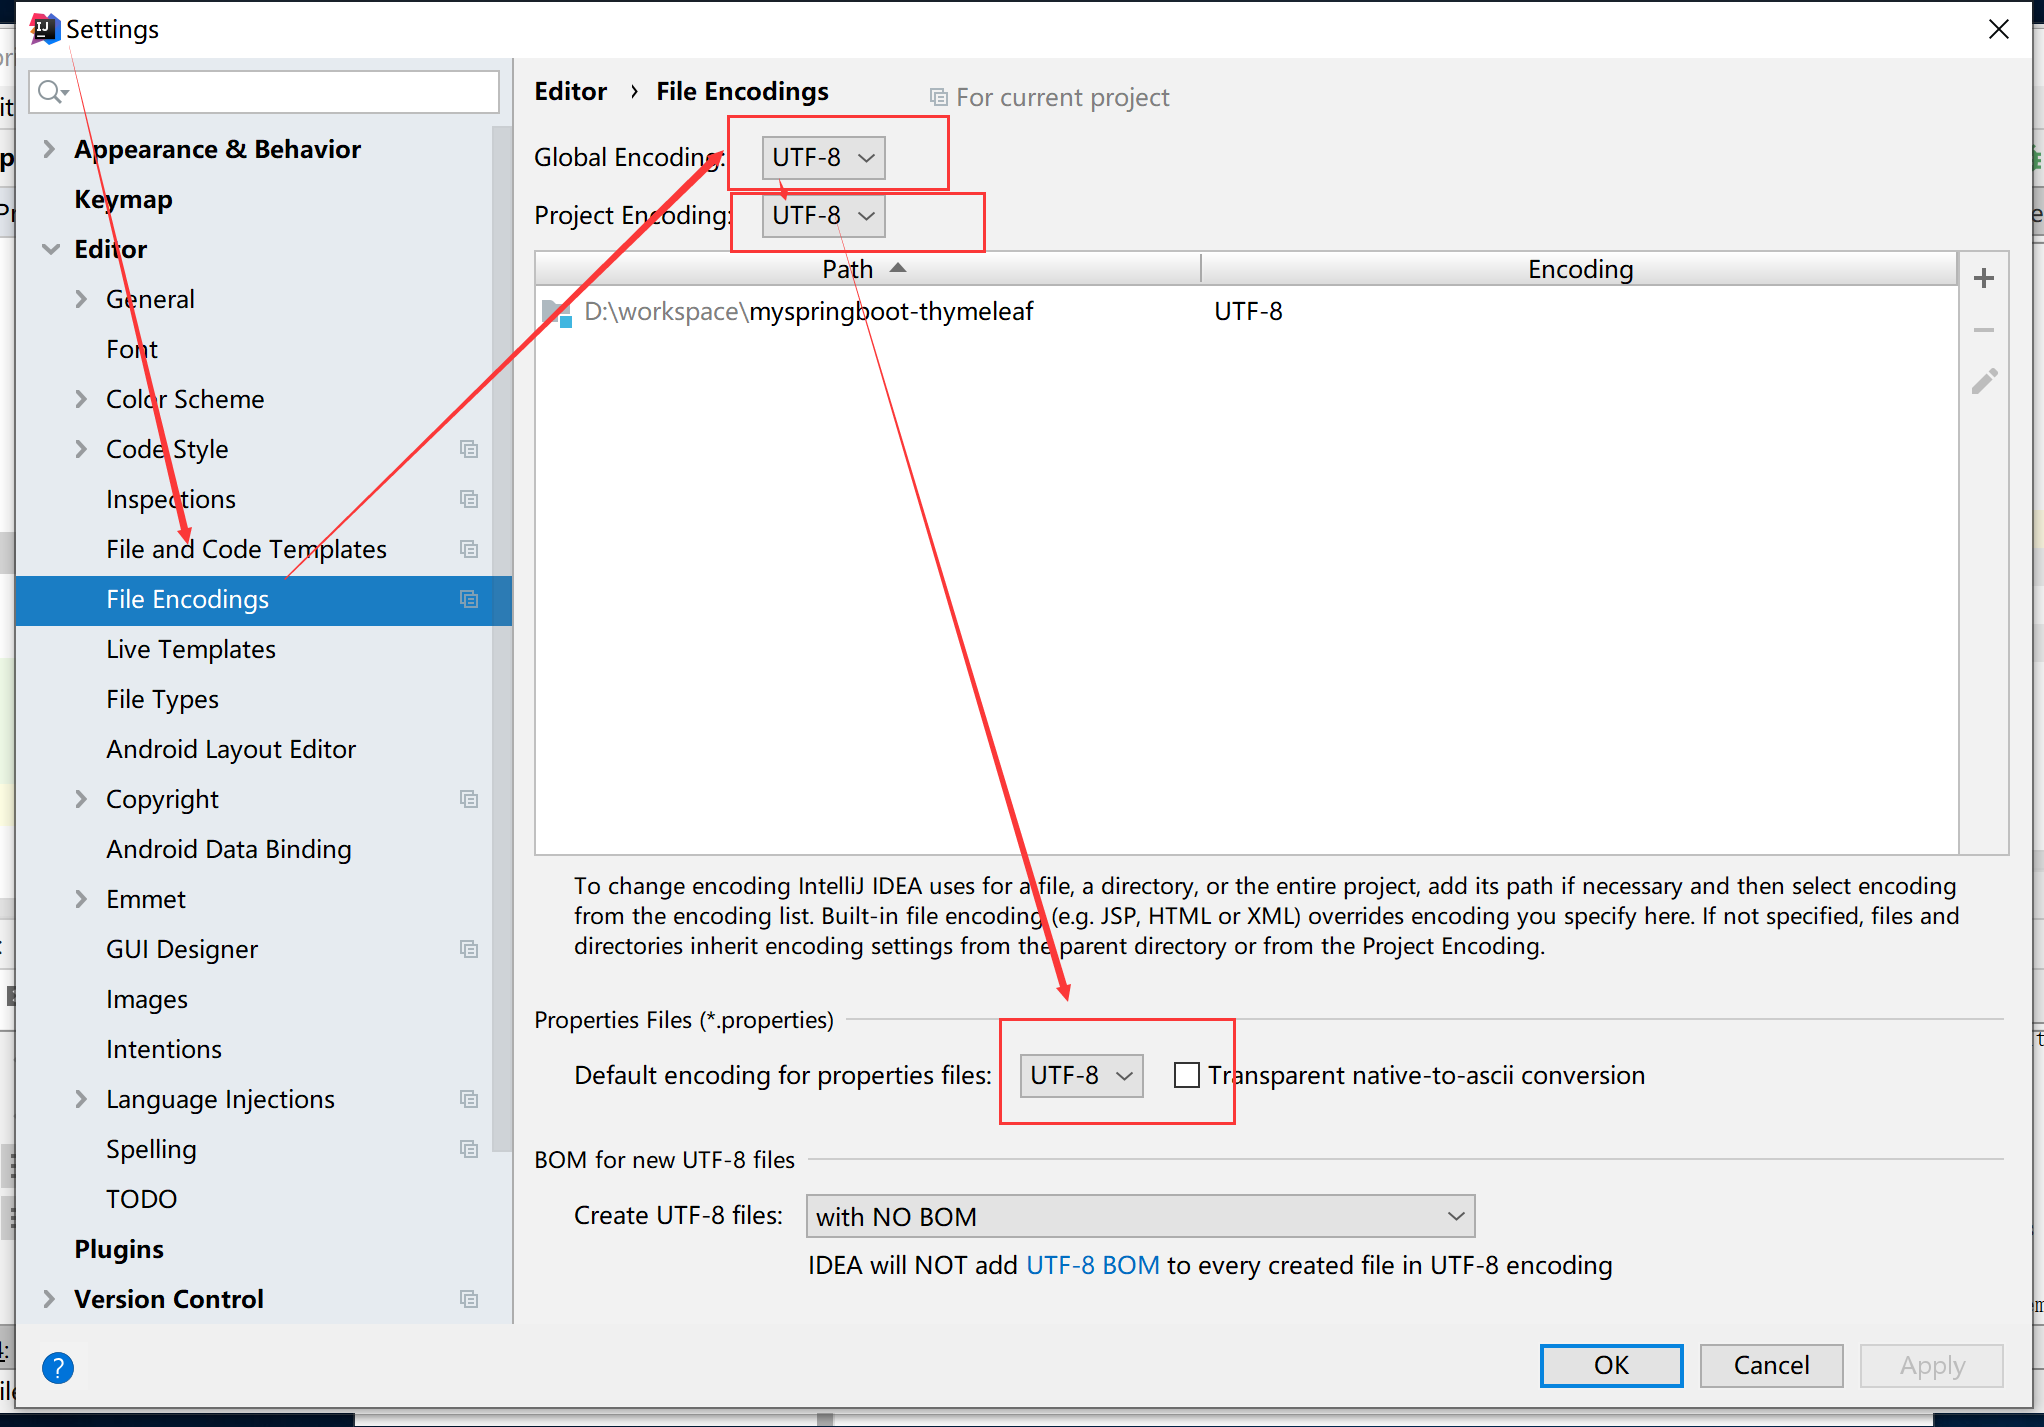 Settings
Editor › File Encodings
For current project
Appearance & Behavior
Keymap
Editor
General
Font
Color Scheme
Code Style
Inspections
File and Code Templates
File Encodings
Live Templates
File Types
Android Layout Editor
Copyright
Android Data Binding
Emmet
GUI Designer
Images
Intentions
Language Injections
Spelling
TODO
Plugins
Version Control
Global Encoding: UTF-8
Project Encoding: UTF-8
Path Encoding
D:\workspace\myspringboot-thymeleaf UTF-8
To change encoding IntelliJ IDEA uses for a file, a directory, or the entire project, add its path if necessary and then select encoding
from the encoding list. Built-in file encoding (e.g. JSP, HTML or XML) overrides encoding you specify here. If not specified, files and
directories inherit encoding settings from the parent directory or from the Project Encoding.
Properties Files (*.properties)
Default encoding for properties files: UTF-8 Transparent native-to-ascii conversion
BOM for new UTF-8 files
Create UTF-8 files: with NO BOM
IDEA will NOT add UTF-8 BOM to every created file in UTF-8 encoding
? OK Cancel Apply